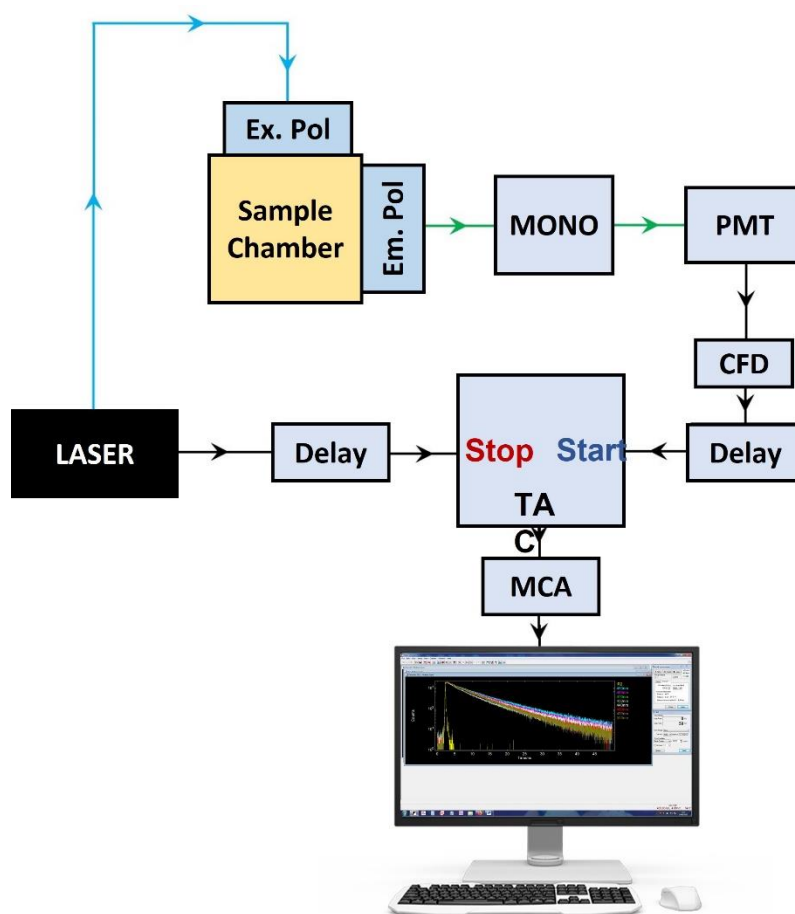 Ex. Pol
Sample
Chamber
Em. Pol
MONO
PMT
CFD
LASER
Delay
Stop
Start
Delay
TA
C
MCA